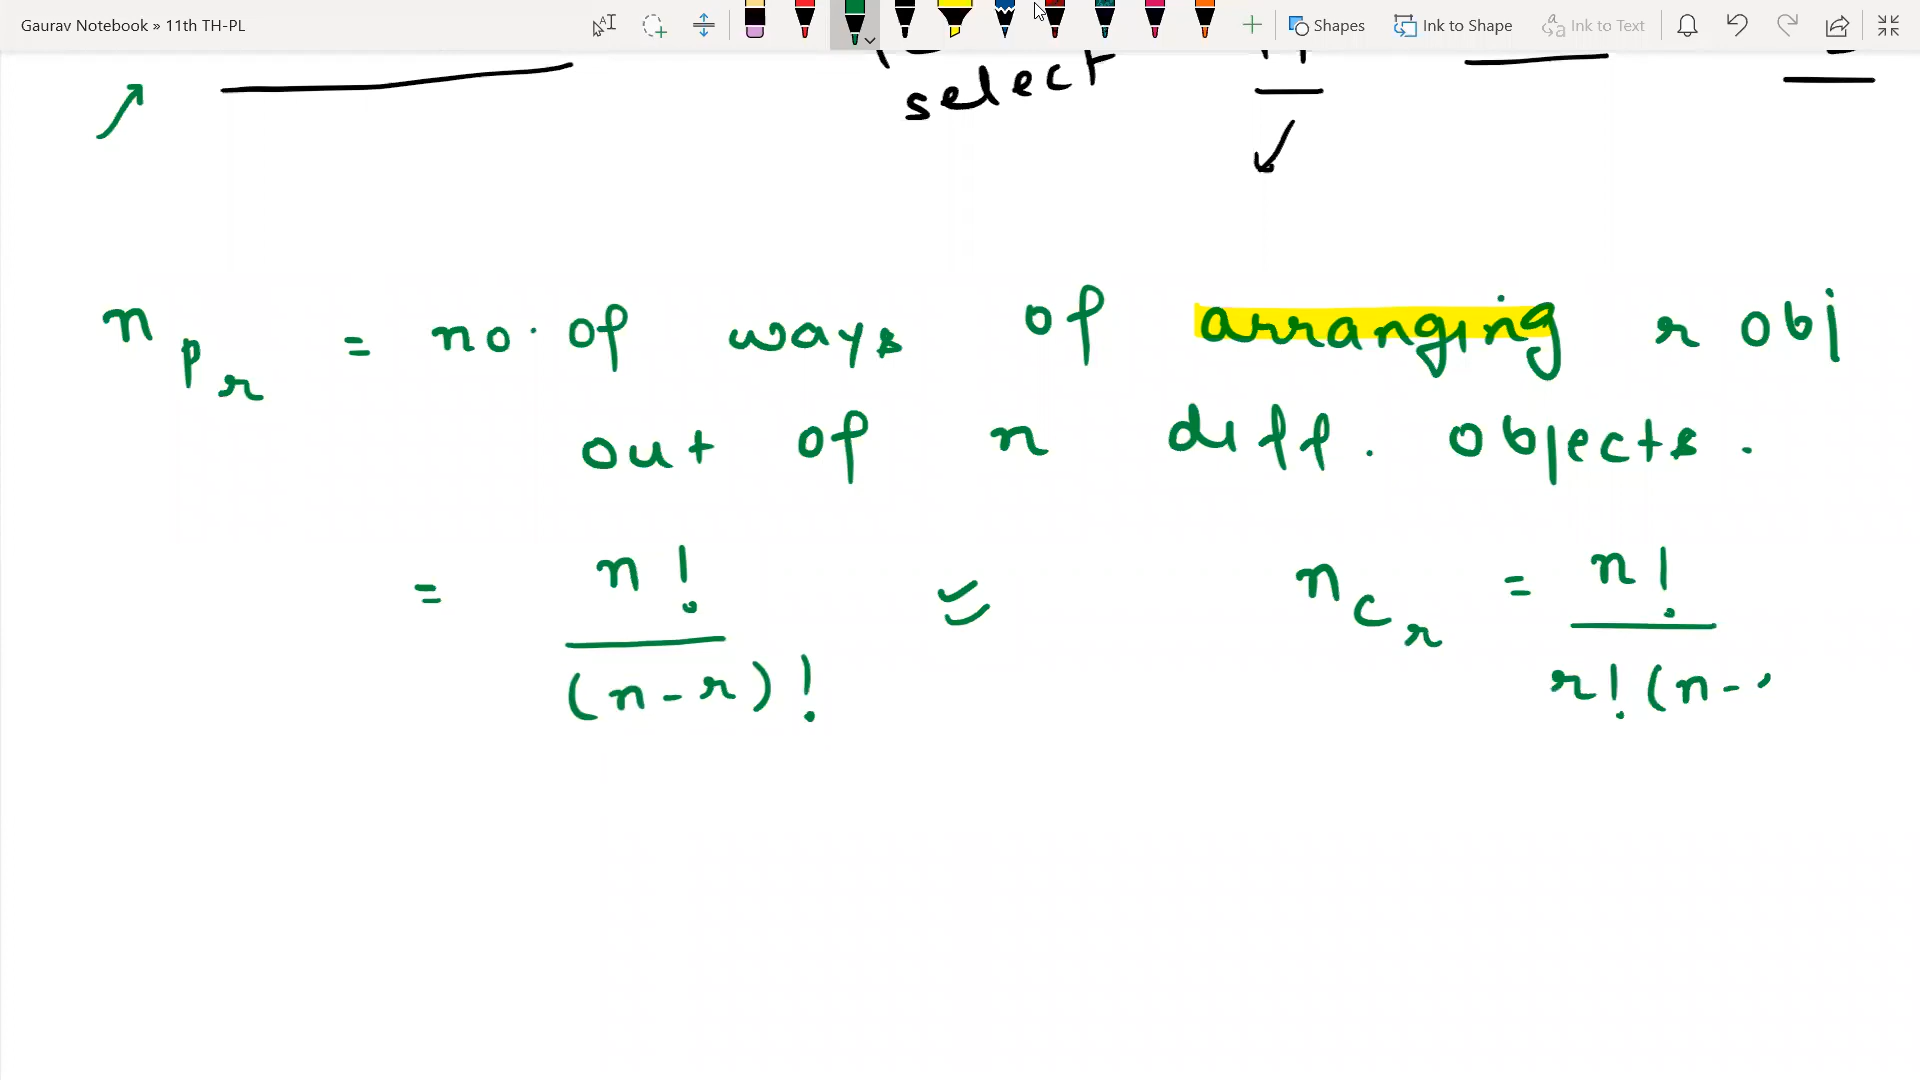 Gaurav Notebook » 11th TH-PL
Shapes Ink to Shape Ink to Text
select
nPr = no. of ways of arranging r obj
out of n diff. objects.
= n! / (n-r)! nCr = n! / r!(n-